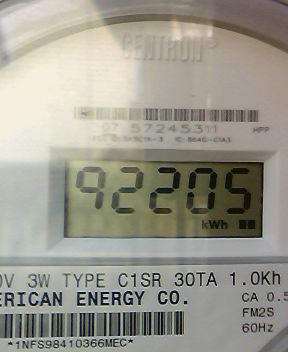 CENTRON®
07 57245311 HPP
92205
kWh
0V 3W TYPE C1SR 30TA 1.0Kh
ERICAN ENERGY CO. CA 0.5
FM2S
60Hz
*1NFS98410366MEC*